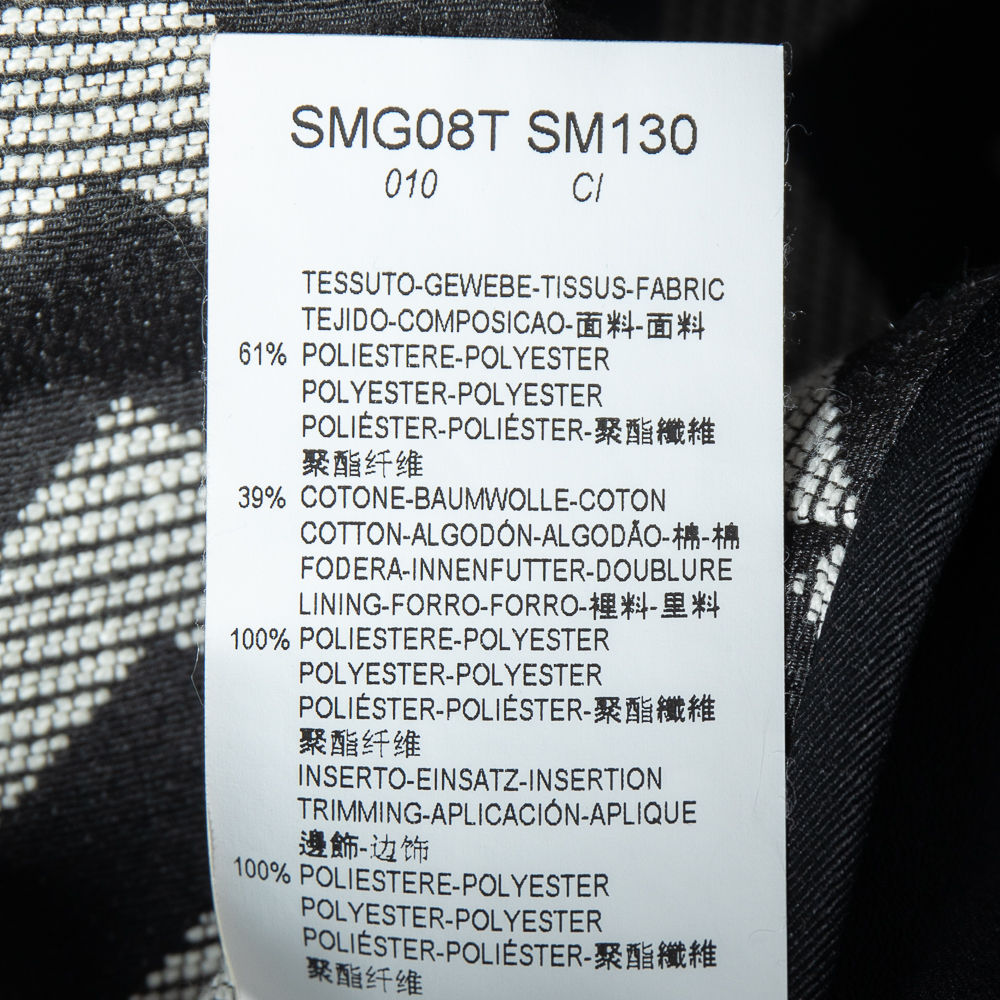 SMG08T SM130
010 CI
TESSUTO-GEWEBE-TISSUS-FABRIC
TEJIDO-COMPOSICAO-面料-面料
61% POLIESTERE-POLYESTER
POLYESTER-POLYESTER
POLIÉSTER-POLIÉSTER-聚酯纖維
聚酯纤维
39% COTONE-BAUMWOLLE-COTON
COTTON-ALGODÓN-ALGODÃO-棉-棉
FODERA-INNENFUTTER-DOUBLURE
LINING-FORRO-FORRO-裡料-里料
100% POLIESTERE-POLYESTER
POLYESTER-POLYESTER
POLIÉSTER-POLIÉSTER-聚酯纖維
聚酯纤维
INSERTO-EINSATZ-INSERTION
TRIMMING-APLICACIÓN-APLIQUE
邊飾-边饰
100% POLIESTERE-POLYESTER
POLYESTER-POLYESTER
POLIÉSTER-POLIÉSTER-聚酯纖維
聚酯纤维